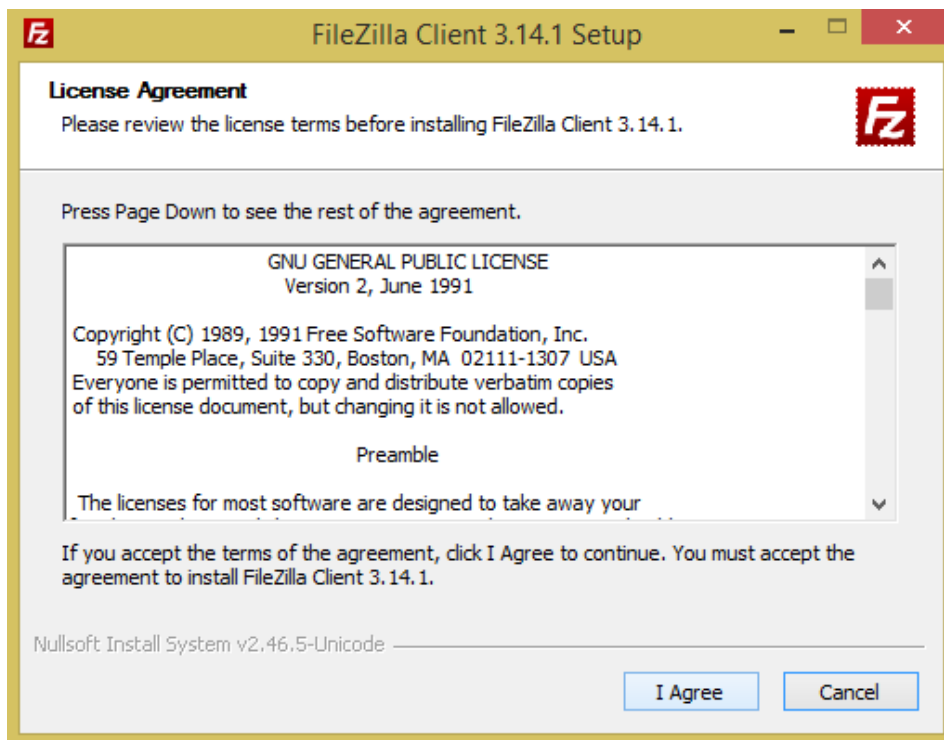 FileZilla Client 3.14.1 Setup
License Agreement
Please review the license terms before installing FileZilla Client 3.14.1.
Fz
Press Page Down to see the rest of the agreement.
GNU GENERAL PUBLIC LICENSE
Version 2, June 1991
Copyright (C) 1989, 1991 Free Software Foundation, Inc.
59 Temple Place, Suite 330, Boston, MA 02111-1307 USA
Everyone is permitted to copy and distribute verbatim copies
of this license document, but changing it is not allowed.
Preamble
The licenses for most software are designed to take away your
If you accept the terms of the agreement, click I Agree to continue. You must accept the
agreement to install FileZilla Client 3.14.1.
Nullsoft Install System v2.46.5-Unicode
I Agree Cancel